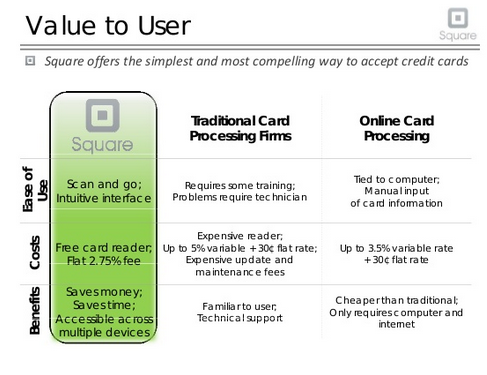 Value to User
Square
Square offers the simplest and most compelling way to accept credit cards
Square
Traditional Card
Processing Firms
Online Card
Processing
Ease of
Use
Scan and go;
Intuitive interface
Requires some training;
Problems require technician
Tied to computer;
Manual input
of card information
Costs
Free card reader;
Flat 2.75% fee
Expensive reader;
Up to 5% variable + 30¢ flat rate;
Expensive update and
maintenance fees
Up to 3.5% variable rate
+ 30¢ flat rate
Benefits
Saves money;
Saves time;
Accessible across
multiple devices
Familiar to user;
Technical support
Cheaper than traditional;
Only requires computer and
internet